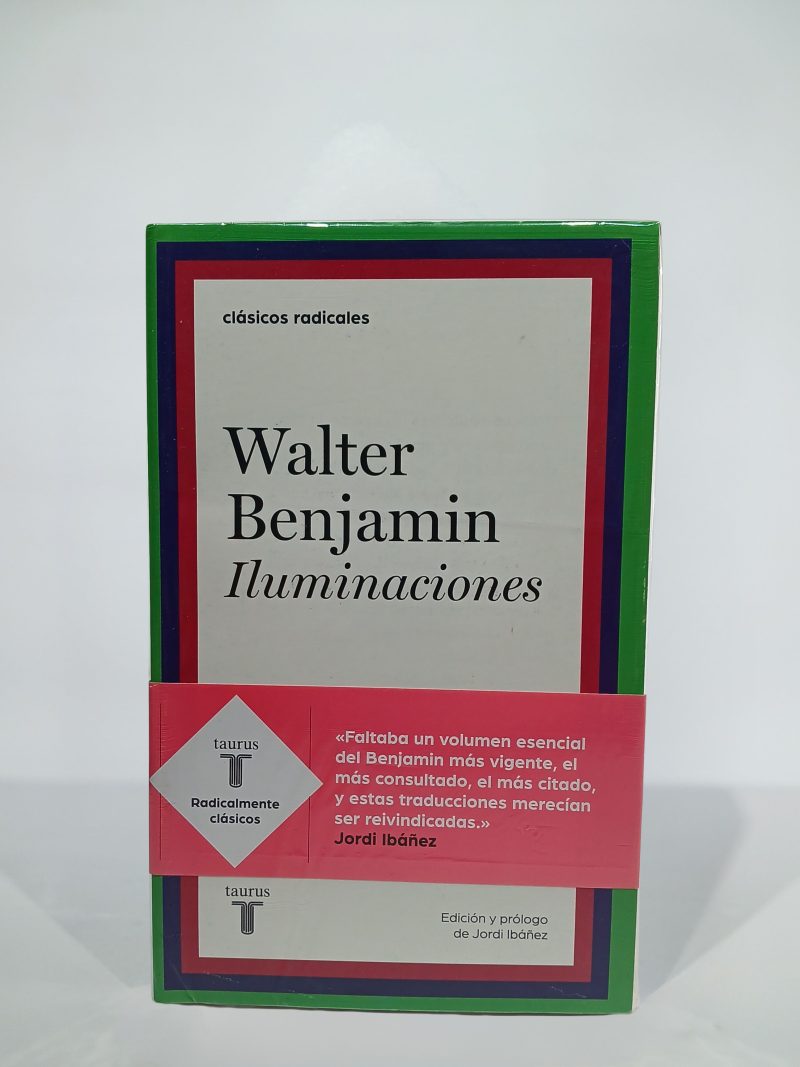 clásicos radicales
Walter
Benjamin
Iluminaciones
taurus
Radicalmente
clásicos
«Faltaba un volumen esencial
del Benjamin más vigente, el
más consultado, el más citado,
y estas traducciones merecían
ser reivindicadas.»
Jordi Ibáñez
taurus
Edición y prólogo
de Jordi Ibáñez